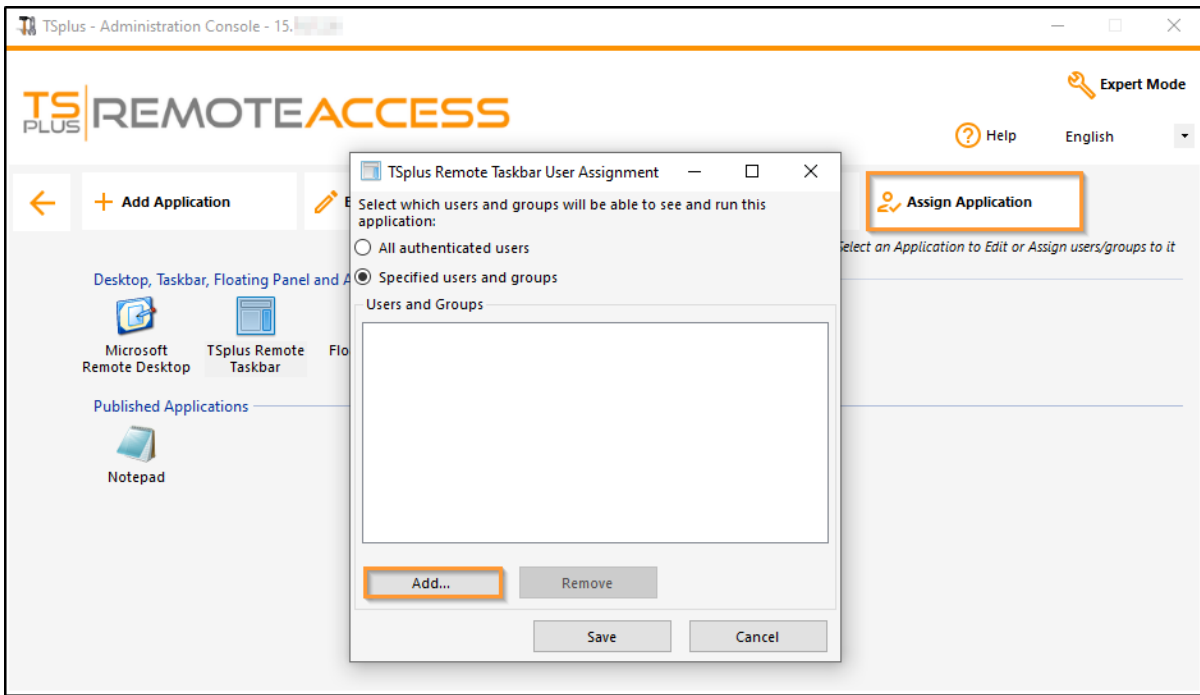 TSplus - Administration Console - 15.
Expert Mode
TS PLUS REMOTE ACCESS
Help
English
TSplus Remote Taskbar User Assignment
Add Application
E
Select which users and groups will be able to see and run this
application:
Assign Application
All authenticated users
Select an Application to Edit or Assign users/groups to it
Desktop, Taskbar, Floating Panel and A
Specified users and groups
Users and Groups
Microsoft
Remote Desktop
TSplus Remote
Taskbar
Flo
Published Applications
Notepad
Add...
Remove
Save
Cancel